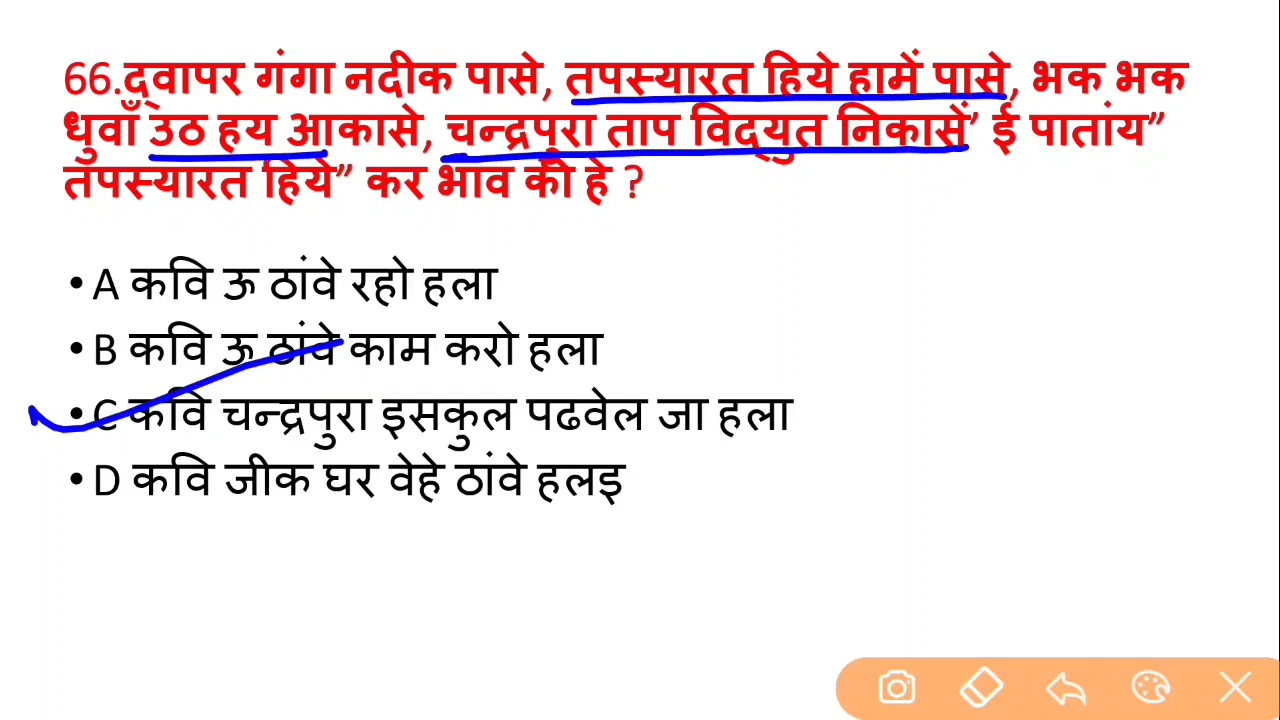 66.द्वापर गंगा नदीक पासे, तपस्यारत हिये हामें पासे, भक भक
धुवाँ उठ हय आकासे, चन्द्रपूरा ताप विद्युत निकासें’ ई पातांय”
तपस्यारत हिये” कर भाव की हे ?
• A कवि ऊ ठांवे रहो हला
• B कवि ऊ ठांवे काम करो हला
• C कवि चन्द्रपुरा इसकुल पढवेल जा हला
• D कवि जीक घर वेहे ठांवे हलइ